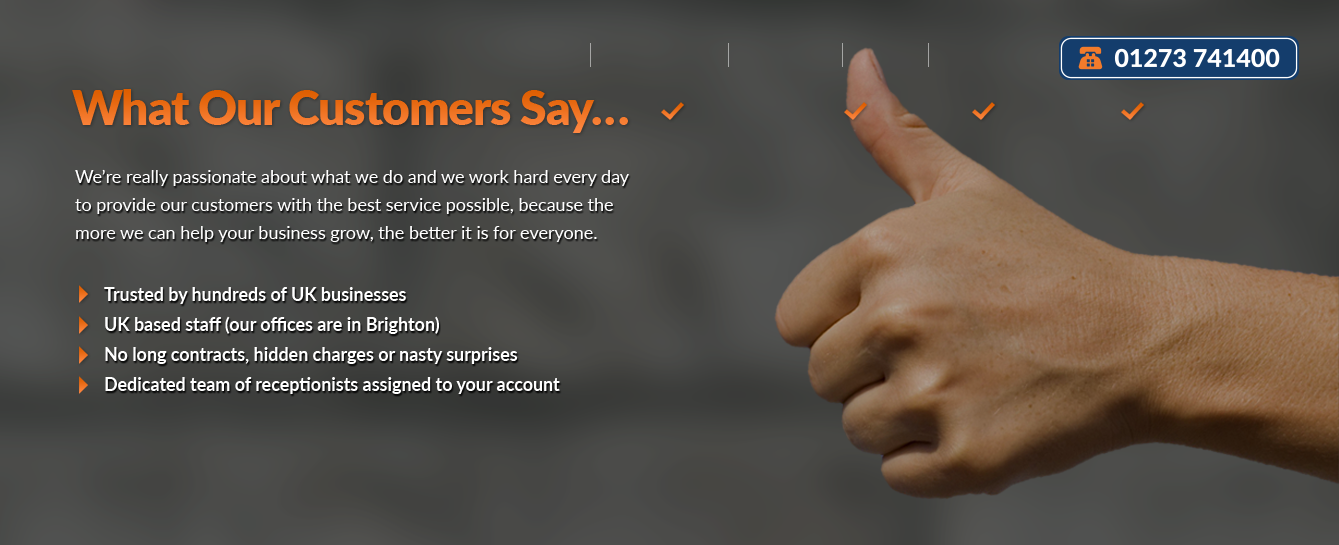 01273 741400
What Our Customers Say...
We're really passionate about what we do and we work hard every day
to provide our customers with the best service possible, because the
more we can help your business grow, the better it is for everyone.
Trusted by hundreds of UK businesses
UK based staff (our offices are in Brighton)
No long contracts, hidden charges or nasty surprises
Dedicated team of receptionists assigned to your account